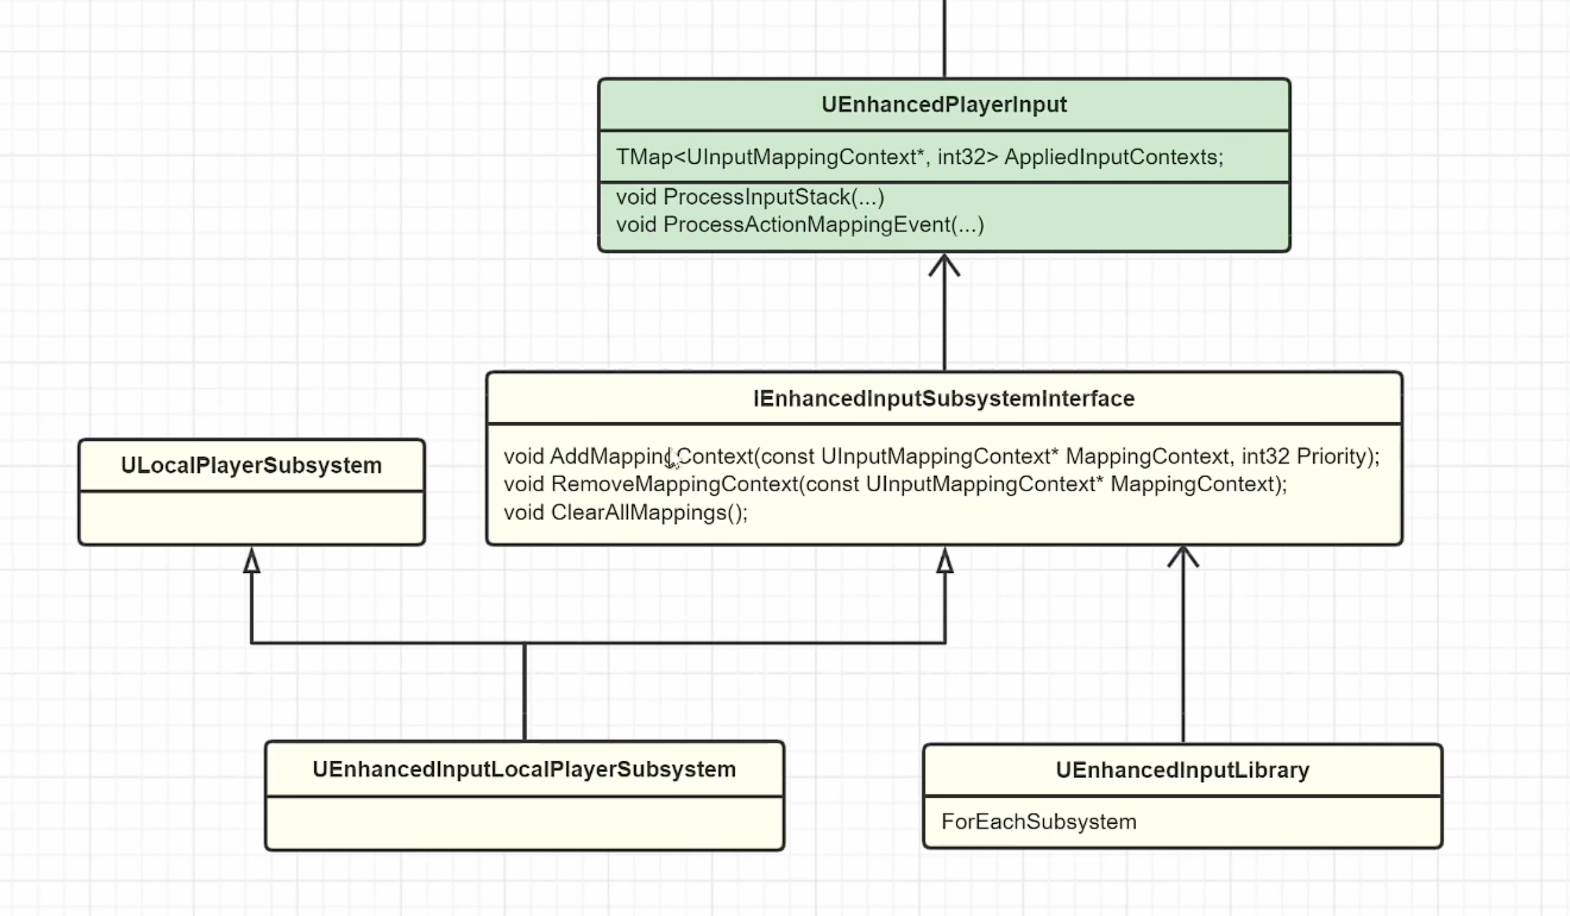 UEnhancedPlayerInput
TMap<UInputMappingContext*, int32> AppliedInputContexts;
void ProcessInputStack(...)
void ProcessActionMappingEvent(...)
IEnhancedInputSubsystemInterface
void AddMappingContext(const UInputMappingContext* MappingContext, int32 Priority);
void RemoveMappingContext(const UInputMappingContext* MappingContext);
void ClearAllMappings();
ULocalPlayerSubsystem
UEnhancedInputLocalPlayerSubsystem
UEnhancedInputLibrary
ForEachSubsystem